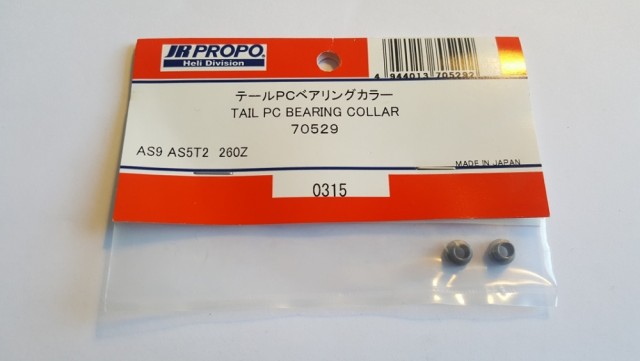 JR PROPO
Heli Division
4 944013 705292
テールPCベアリングカラー
TAIL PC BEARING COLLAR
70529
AS9 AS5T2 260Z
MADE IN JAPAN
0315